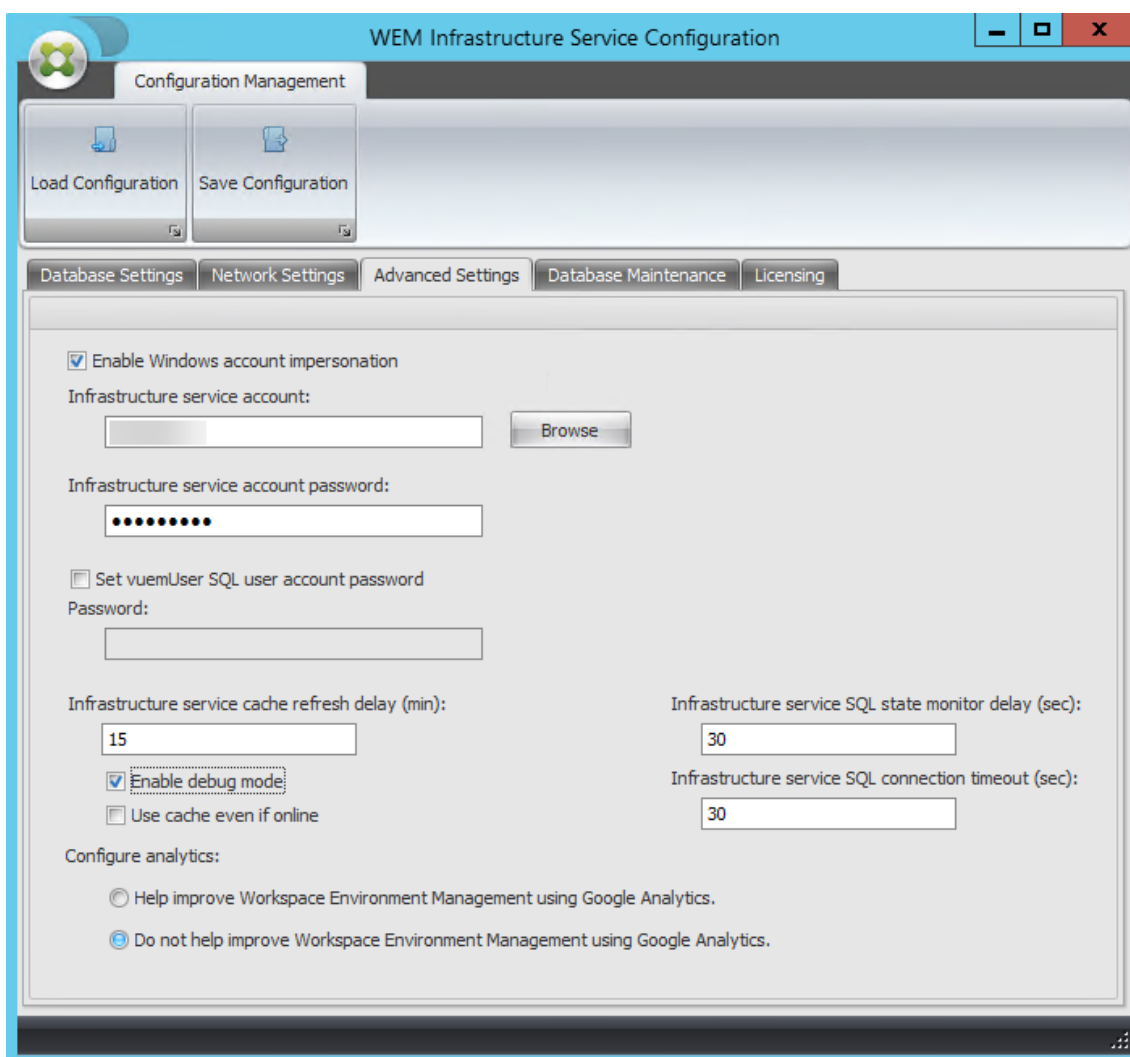 WEM Infrastructure Service Configuration
Configuration Management
Load Configuration
Save Configuration
Database Settings
Network Settings
Advanced Settings
Database Maintenance
Licensing
Enable Windows account impersonation
Infrastructure service account:
Browse
Infrastructure service account password:
•••••••••
Set vuemUser SQL user account password
Password:
Infrastructure service cache refresh delay (min):
15
Enable debug mode
Use cache even if online
Infrastructure service SQL state monitor delay (sec):
30
Infrastructure service SQL connection timeout (sec):
30
Configure analytics:
Help improve Workspace Environment Management using Google Analytics.
Do not help improve Workspace Environment Management using Google Analytics.